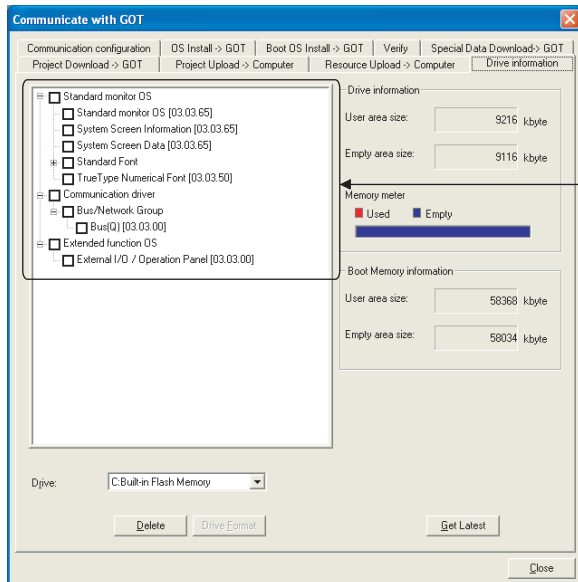 Communicate with GOT
Communication configuration OS Install -> GOT Boot OS Install -> GOT Verify Special Data Download-> GOT
Project Download -> GOT Project Upload -> Computer Resource Upload -> Computer Drive information
Standard monitor OS
Standard monitor OS [03.03.65]
System Screen Information [03.03.65]
System Screen Data [03.03.65]
Standard Font
TrueType Numerical Font [03.03.50]
Communication driver
Bus/Network Group
Bus(Q) [03.03.00]
Extended function OS
External I/O / Operation Panel [03.03.00]
Drive information
User area size: 9216 kbyte
Empty area size: 9116 kbyte
Memory meter
Used Empty
Boot Memory information
User area size: 58368 kbyte
Empty area size: 58034 kbyte
Drive: C:Built-in Flash Memory
Delete Drive Format Get Latest
Close